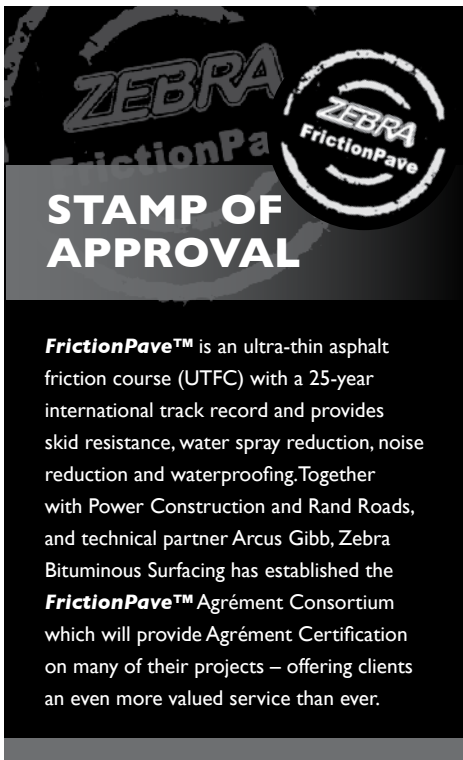 ZEBRA
FrictionPa
ZEBRA
FrictionPave
STAMP OF
APPROVAL
FrictionPave™ is an ultra-thin asphalt
friction course (UTFC) with a 25-year
international track record and provides
skid resistance, water spray reduction, noise
reduction and waterproofing.Together
with Power Construction and Rand Roads,
and technical partner Arcus Gibb, Zebra
Bituminous Surfacing has established the
FrictionPave™ Agrément Consortium
which will provide Agrément Certification
on many of their projects – offering clients
an even more valued service than ever.